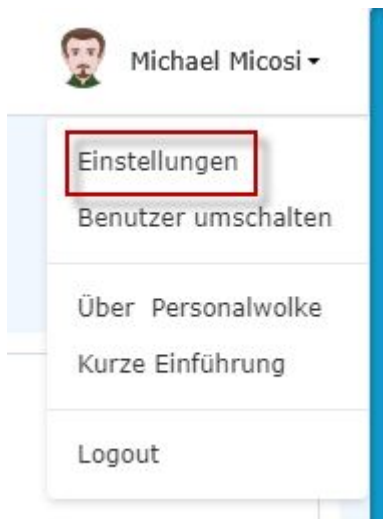 Michael Micosi
Einstellungen
Benutzer umschalten
Über Personalwolke
Kurze Einführung
Logout